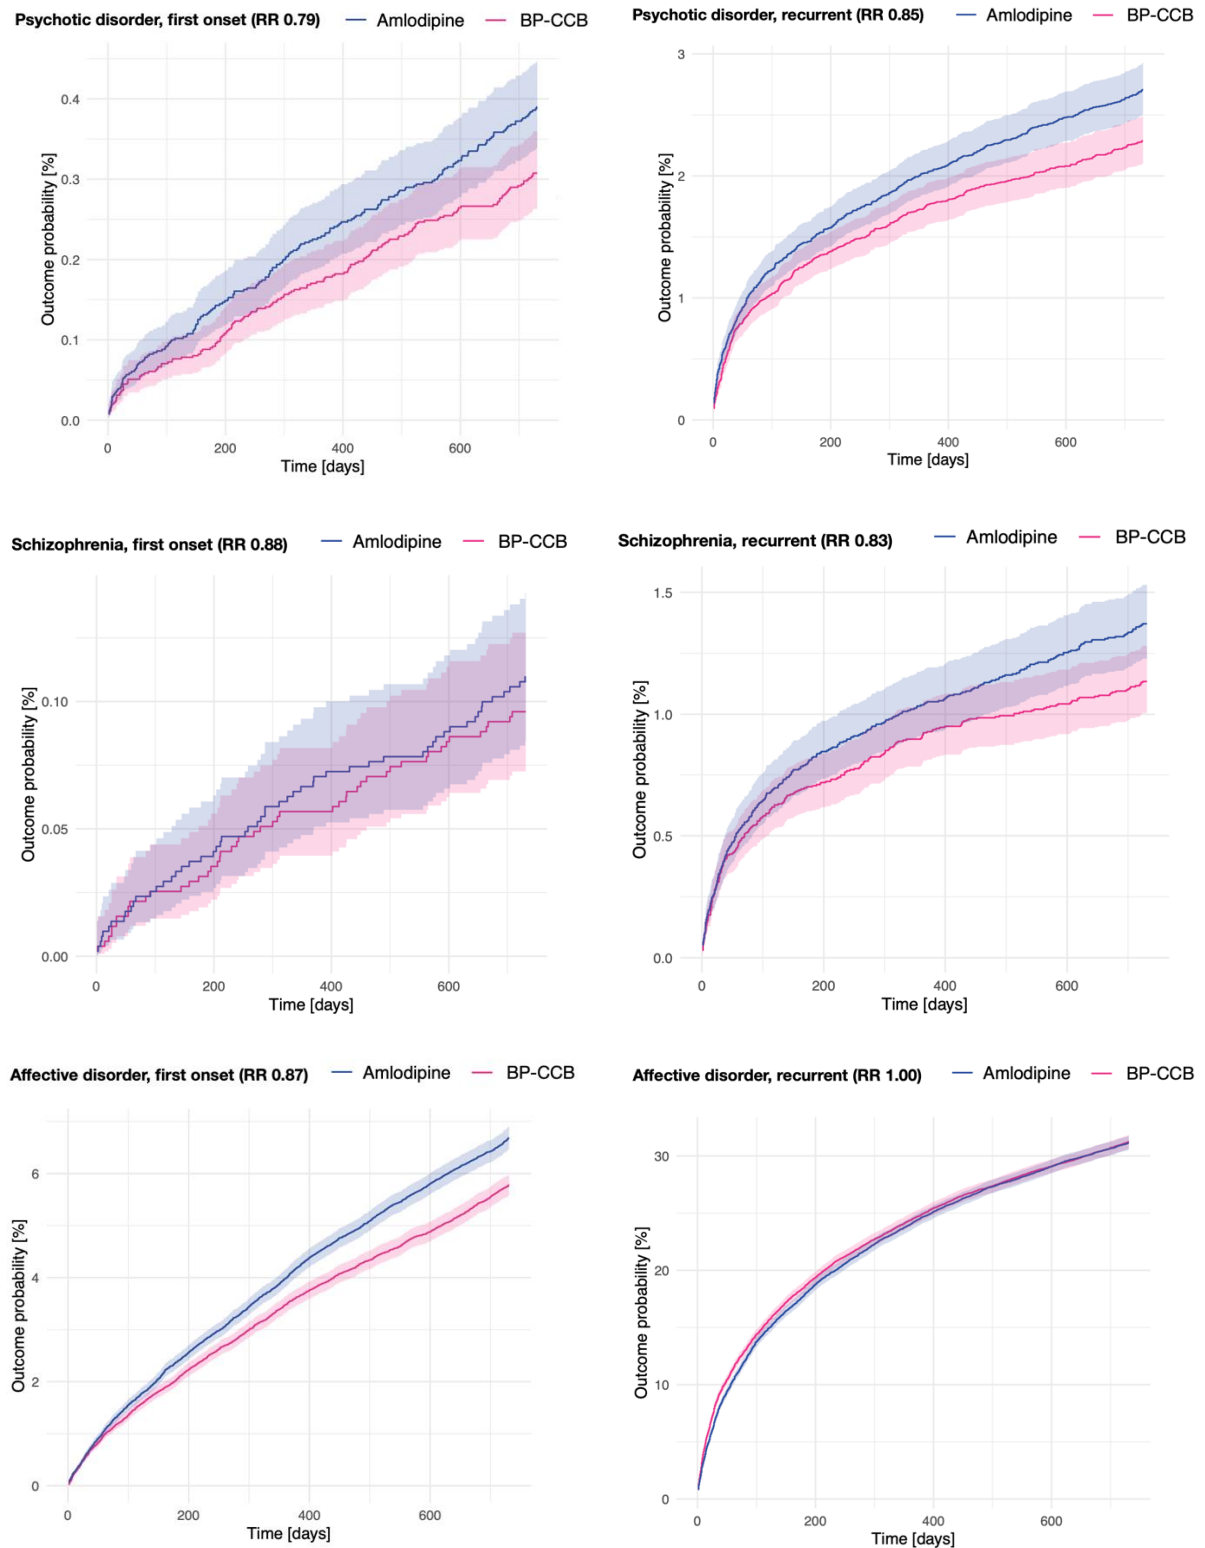 Psychotic disorder, first onset (RR 0.79) Amlodipine BP-CCB
Outcome probability [%]
0.4
0.3
0.2
0.1
0.0
0 200 400 600
Time [days]
Psychotic disorder, recurrent (RR 0.85) Amlodipine BP-CCB
Outcome probability [%]
3
2
1
0
0 200 400 600
Time [days]
Schizophrenia, first onset (RR 0.88) Amlodipine BP-CCB
Outcome probability [%]
0.10
0.05
0.00
0 200 400 600
Time [days]
Schizophrenia, recurrent (RR 0.83) Amlodipine BP-CCB
Outcome probability [%]
1.5
1.0
0.5
0.0
0 200 400 600
Time [days]
Affective disorder, first onset (RR 0.87) Amlodipine BP-CCB
Outcome probability [%]
6
4
2
0
0 200 400 600
Time [days]
Affective disorder, recurrent (RR 1.00) Amlodipine BP-CCB
Outcome probability [%]
30
20
10
0
0 200 400 600
Time [days]